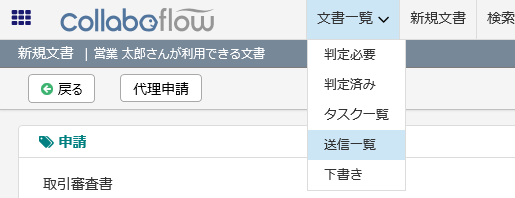 collaboflow
文書一覧 新規文書 検索
新規文書 | 営業 太郎さんが利用できる文書
判定必要
判定済み
タスク一覧
送信一覧
下書き
戻る 代理申請
申請
取引審査書